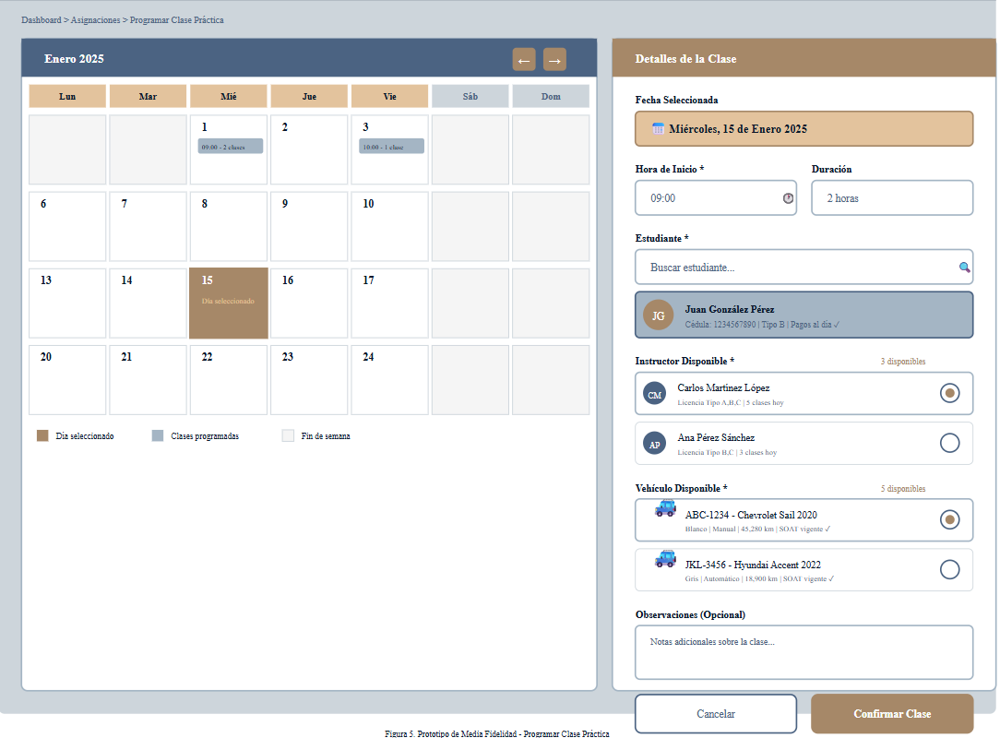 Dashboard > Asignaciones > Programar Clase Práctica
Enero 2025
← →
Lun Mar Mié Jue Vie Sáb Dom
1 2 3
09:00 - 2 clases 10:00 - 1 clase
6 7 8 9 10
13 14 15 16 17
Día seleccionado
20 21 22 23 24
Día seleccionado Clases programadas Fin de semana
Detalles de la Clase
Fecha Seleccionada
Miércoles, 15 de Enero 2025
Hora de Inicio * Duración
09:00 2 horas
Estudiante *
Buscar estudiante...
JG
Juan González Pérez
Cédula: 1234567890 | Tipo B | Pagos al día ✓
Instructor Disponible * 3 disponibles
CM
Carlos Martínez López
Licencia Tipo A,B,C | 5 clases hoy
AP
Ana Pérez Sánchez
Licencia Tipo B,C | 3 clases hoy
Vehículo Disponible * 5 disponibles
ABC-1234 - Chevrolet Sail 2020
Blanco | Manual | 45,280 km | SOAT vigente ✓
JKL-3456 - Hyundai Accent 2022
Gris | Automático | 18,900 km | SOAT vigente ✓
Observaciones (Opcional)
Notas adicionales sobre la clase...
Cancelar Confirmar Clase
Figura 5. Prototipo de Media Fidelidad - Programar Clase Práctica